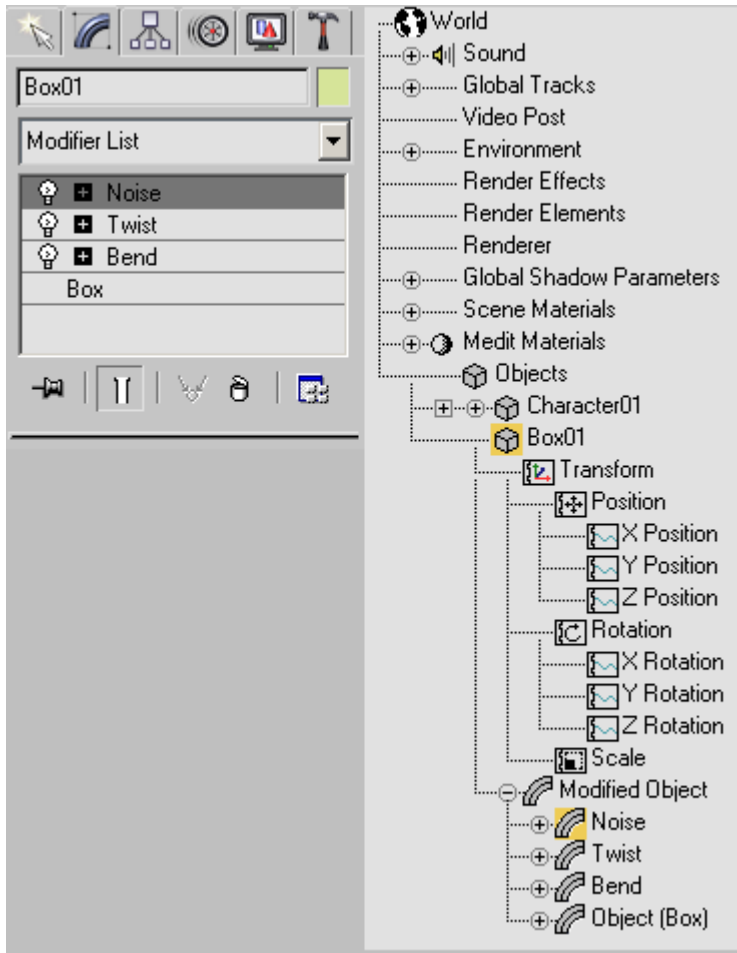 Box01
Modifier List
Noise
Twist
Bend
Box
World
Sound
Global Tracks
Video Post
Environment
Render Effects
Render Elements
Renderer
Global Shadow Parameters
Scene Materials
Medit Materials
Objects
Character01
Box01
Transform
Position
X Position
Y Position
Z Position
Rotation
X Rotation
Y Rotation
Z Rotation
Scale
Modified Object
Noise
Twist
Bend
Object (Box)